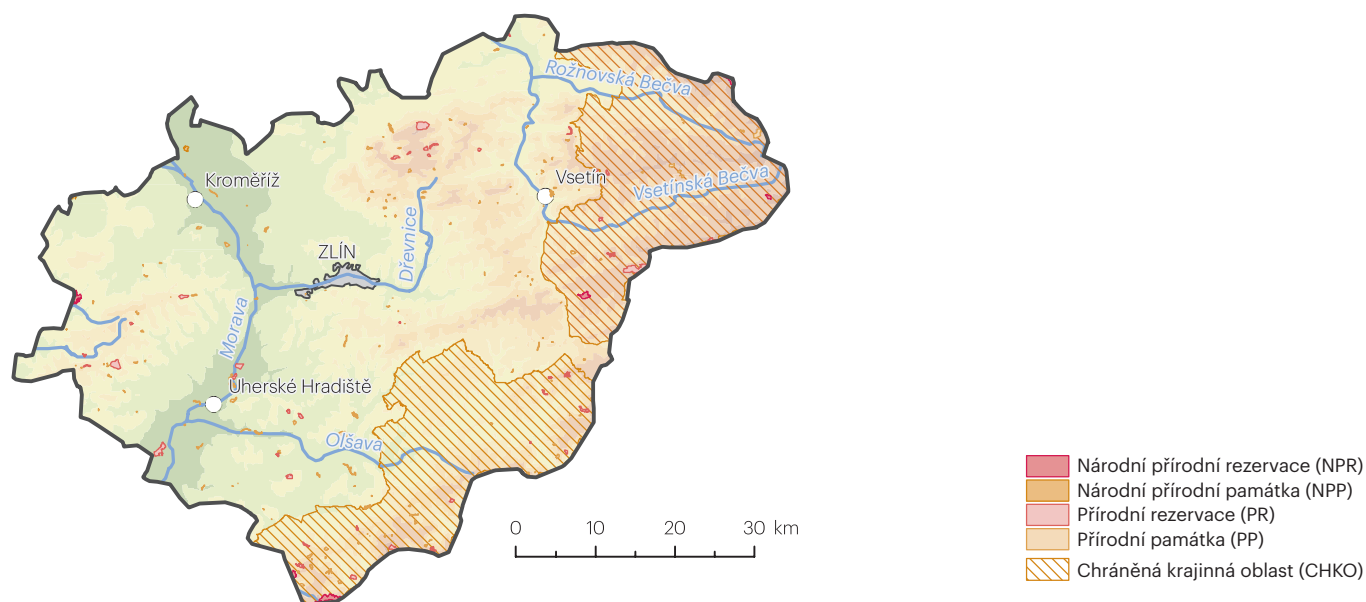 Rožnovská Bečva
Kroměříž
Vsetín
Vsetínská Bečva
Dřevnice
ZLÍN
Morava
Uherské Hradiště
Olšava
0 10 20 30 km
Národní přírodní rezervace (NPR)
Národní přírodní památka (NPP)
Přírodní rezervace (PR)
Přírodní památka (PP)
Chráněná krajinná oblast (CHKO)